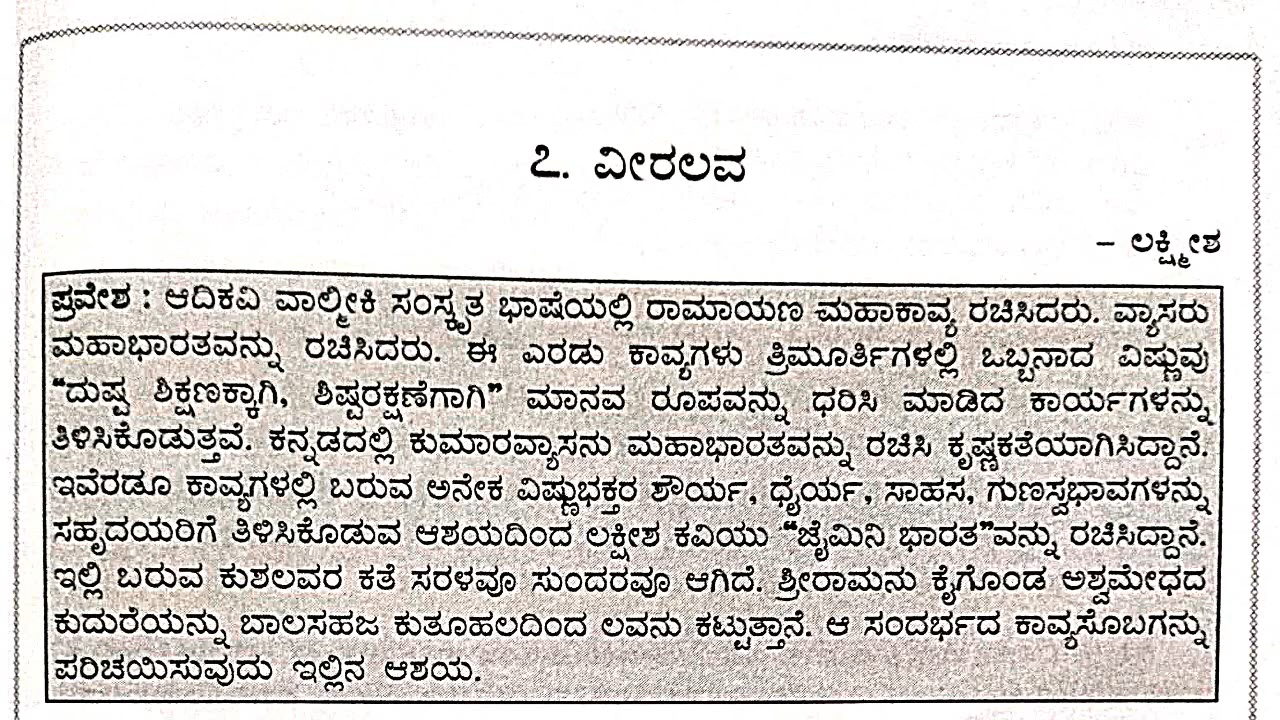 ೭. ವೀರಲವ
– ಲಕ್ಷ್ಮೀಶ
ಪ್ರವೇಶ : ಆದಿಕವಿ ವಾಲ್ಮೀಕಿ ಸಂಸ್ಕೃತ ಭಾಷೆಯಲ್ಲಿ ರಾಮಾಯಣ ಮಹಾಕಾವ್ಯ ರಚಿಸಿದರು. ವ್ಯಾಸರು
ಮಹಾಭಾರತವನ್ನು ರಚಿಸಿದರು. ಈ ಎರಡು ಕಾವ್ಯಗಳು ತ್ರಿಮೂರ್ತಿಗಳಲ್ಲಿ ಒಬ್ಬನಾದ ವಿಷ್ಣುವು
“ದುಷ್ಟ ಶಿಕ್ಷಣಕ್ಕಾಗಿ, ಶಿಷ್ಟರಕ್ಷಣೆಗಾಗಿ” ಮಾನವ ರೂಪವನ್ನು ಧರಿಸಿ ಮಾಡಿದ ಕಾರ್ಯಗಳನ್ನು
ತಿಳಿಸಿಕೊಡುತ್ತವೆ. ಕನ್ನಡದಲ್ಲಿ ಕುಮಾರವ್ಯಾಸನು ಮಹಾಭಾರತವನ್ನು ರಚಿಸಿ ಕೃಷ್ಣಕತೆಯಾಗಿಸಿದ್ದಾನೆ.
ಇವೆರಡೂ ಕಾವ್ಯಗಳಲ್ಲಿ ಬರುವ ಅನೇಕ ವಿಷ್ಣುಭಕ್ತರ ಶೌರ್ಯ, ಧೈರ್ಯ, ಸಾಹಸ, ಗುಣಸ್ವಭಾವಗಳನ್ನು
ಸಹೃದಯರಿಗೆ ತಿಳಿಸಿಕೊಡುವ ಆಶಯದಿಂದ ಲಕ್ಷೀಶ ಕವಿಯು “ಜೈಮಿನಿ ಭಾರತ”ವನ್ನು ರಚಿಸಿದ್ದಾನೆ.
ಇಲ್ಲಿ ಬರುವ ಕುಶಲವರ ಕತೆ ಸರಳವೂ ಸುಂದರವೂ ಆಗಿದೆ. ಶ್ರೀರಾಮನು ಕೈಗೊಂಡ ಅಶ್ವಮೇಧದ
ಕುದುರೆಯನ್ನು ಬಾಲಸಹಜ ಕುತೂಹಲದಿಂದ ಲವನು ಕಟ್ಟುತ್ತಾನೆ. ಆ ಸಂದರ್ಭದ ಕಾವ್ಯಸೊಬಗನ್ನು
ಪರಿಚಯಿಸುವುದು ಇಲ್ಲಿನ ಆಶಯ.